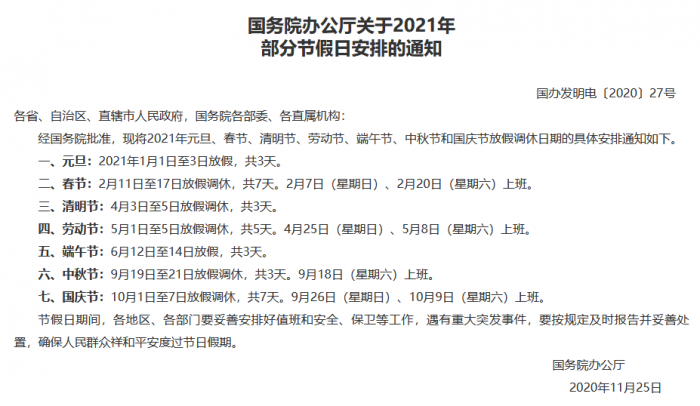 国务院办公厅关于2021年
部分节假日安排的通知
国办发明电〔2020〕27号
各省、自治区、直辖市人民政府，国务院各部委、各直属机构：
经国务院批准，现将2021年元旦、春节、清明节、劳动节、端午节、中秋节和国庆节放假调休日期的具体安排通知如下。
一、元旦：2021年1月1日至3日放假，共3天。
二、春节：2月11日至17日放假调休，共7天。2月7日（星期日）、2月20日（星期六）上班。
三、清明节：4月3日至5日放假调休，共3天。
四、劳动节：5月1日至5日放假调休，共5天。4月25日（星期日）、5月8日（星期六）上班。
五、端午节：6月12日至14日放假，共3天。
六、中秋节：9月19日至21日放假调休，共3天。9月18日（星期六）上班。
七、国庆节：10月1日至7日放假调休，共7天。9月26日（星期日）、10月9日（星期六）上班。
节假日期间，各地区、各部门要妥善安排好值班和安全、保卫等工作，遇有重大突发事件，要按规定及时报告并妥善处
置，确保人民群众祥和平安度过节日假期。
国务院办公厅
2020年11月25日